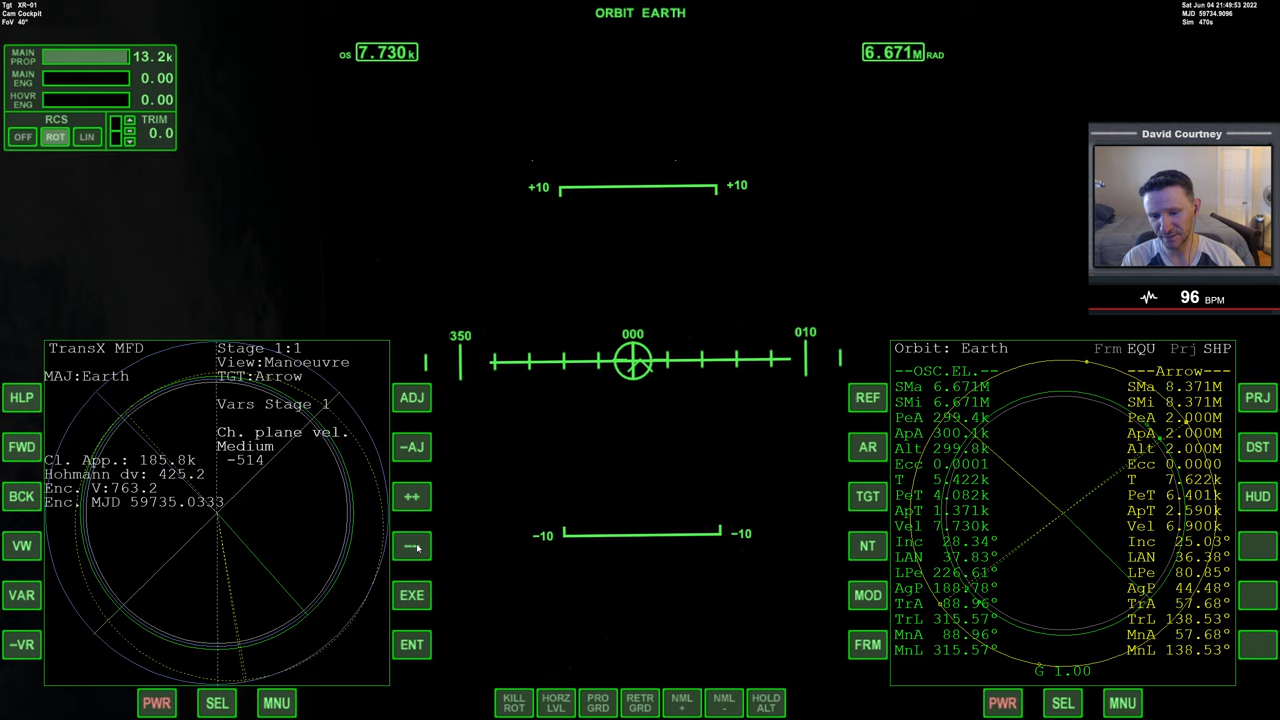 Tgt XR-01
Cam Cockpit
FoV 40°
ORBIT EARTH
Sat Jun 04 21:49:53 2022
MJD 59734.9096
Sim 470s
MAIN PROP 13.2k
MAIN ENG 0.00
HOVR ENG 0.00
RCS TRIM
OFF ROT LIN 0.0
OS 7.730k
6.671M RAD
David Courtney
96 BPM
+10 +10
350 000 010
-10 -10
TransX MFD Stage 1:1
View:Manoeuvre
MAJ:Earth TGT:Arrow
Vars Stage 1
Ch. plane vel.
Medium
Cl. App.: 185.8k -514
Hohmann dv: 425.2
Enc. V:763.2
Enc. MJD 59735.0333
HLP
FWD
BCK
VW
VAR
-VR
ADJ
-AJ
++
--
EXE
ENT
PWR SEL MNU
KILL ROT
HORZ LVL
PRO GRD
RETR GRD
NML +
NML -
HOLD ALT
Orbit: Earth Frm EQU Prj SHP
--OSC.EL.-- ---Arrow---
SMa 6.671M SMa 8.371M
SMi 6.671M SMi 8.371M
PeA 299.4k PeA 2.000M
ApA 300.1k ApA 2.000M
Alt 299.8k Alt 2.000M
Ecc 0.0001 Ecc 0.0000
T 5.422k T 7.622k
PeT 4.082k PeT 6.401k
ApT 1.371k ApT 2.590k
Vel 7.730k Vel 6.900k
Inc 28.34° Inc 25.03°
LAN 37.83° LAN 36.38°
LPe 226.61° LPe 80.85°
AgP 188.78° AgP 44.48°
TrA 88.96° TrA 57.68°
TrL 315.57° TrL 138.53°
MnA 88.96° MnA 57.68°
MnL 315.57° MnL 138.53°
G 1.00
REF
AR
TGT
NT
MOD
FRM
PRJ
DST
HUD
PWR SEL MNU